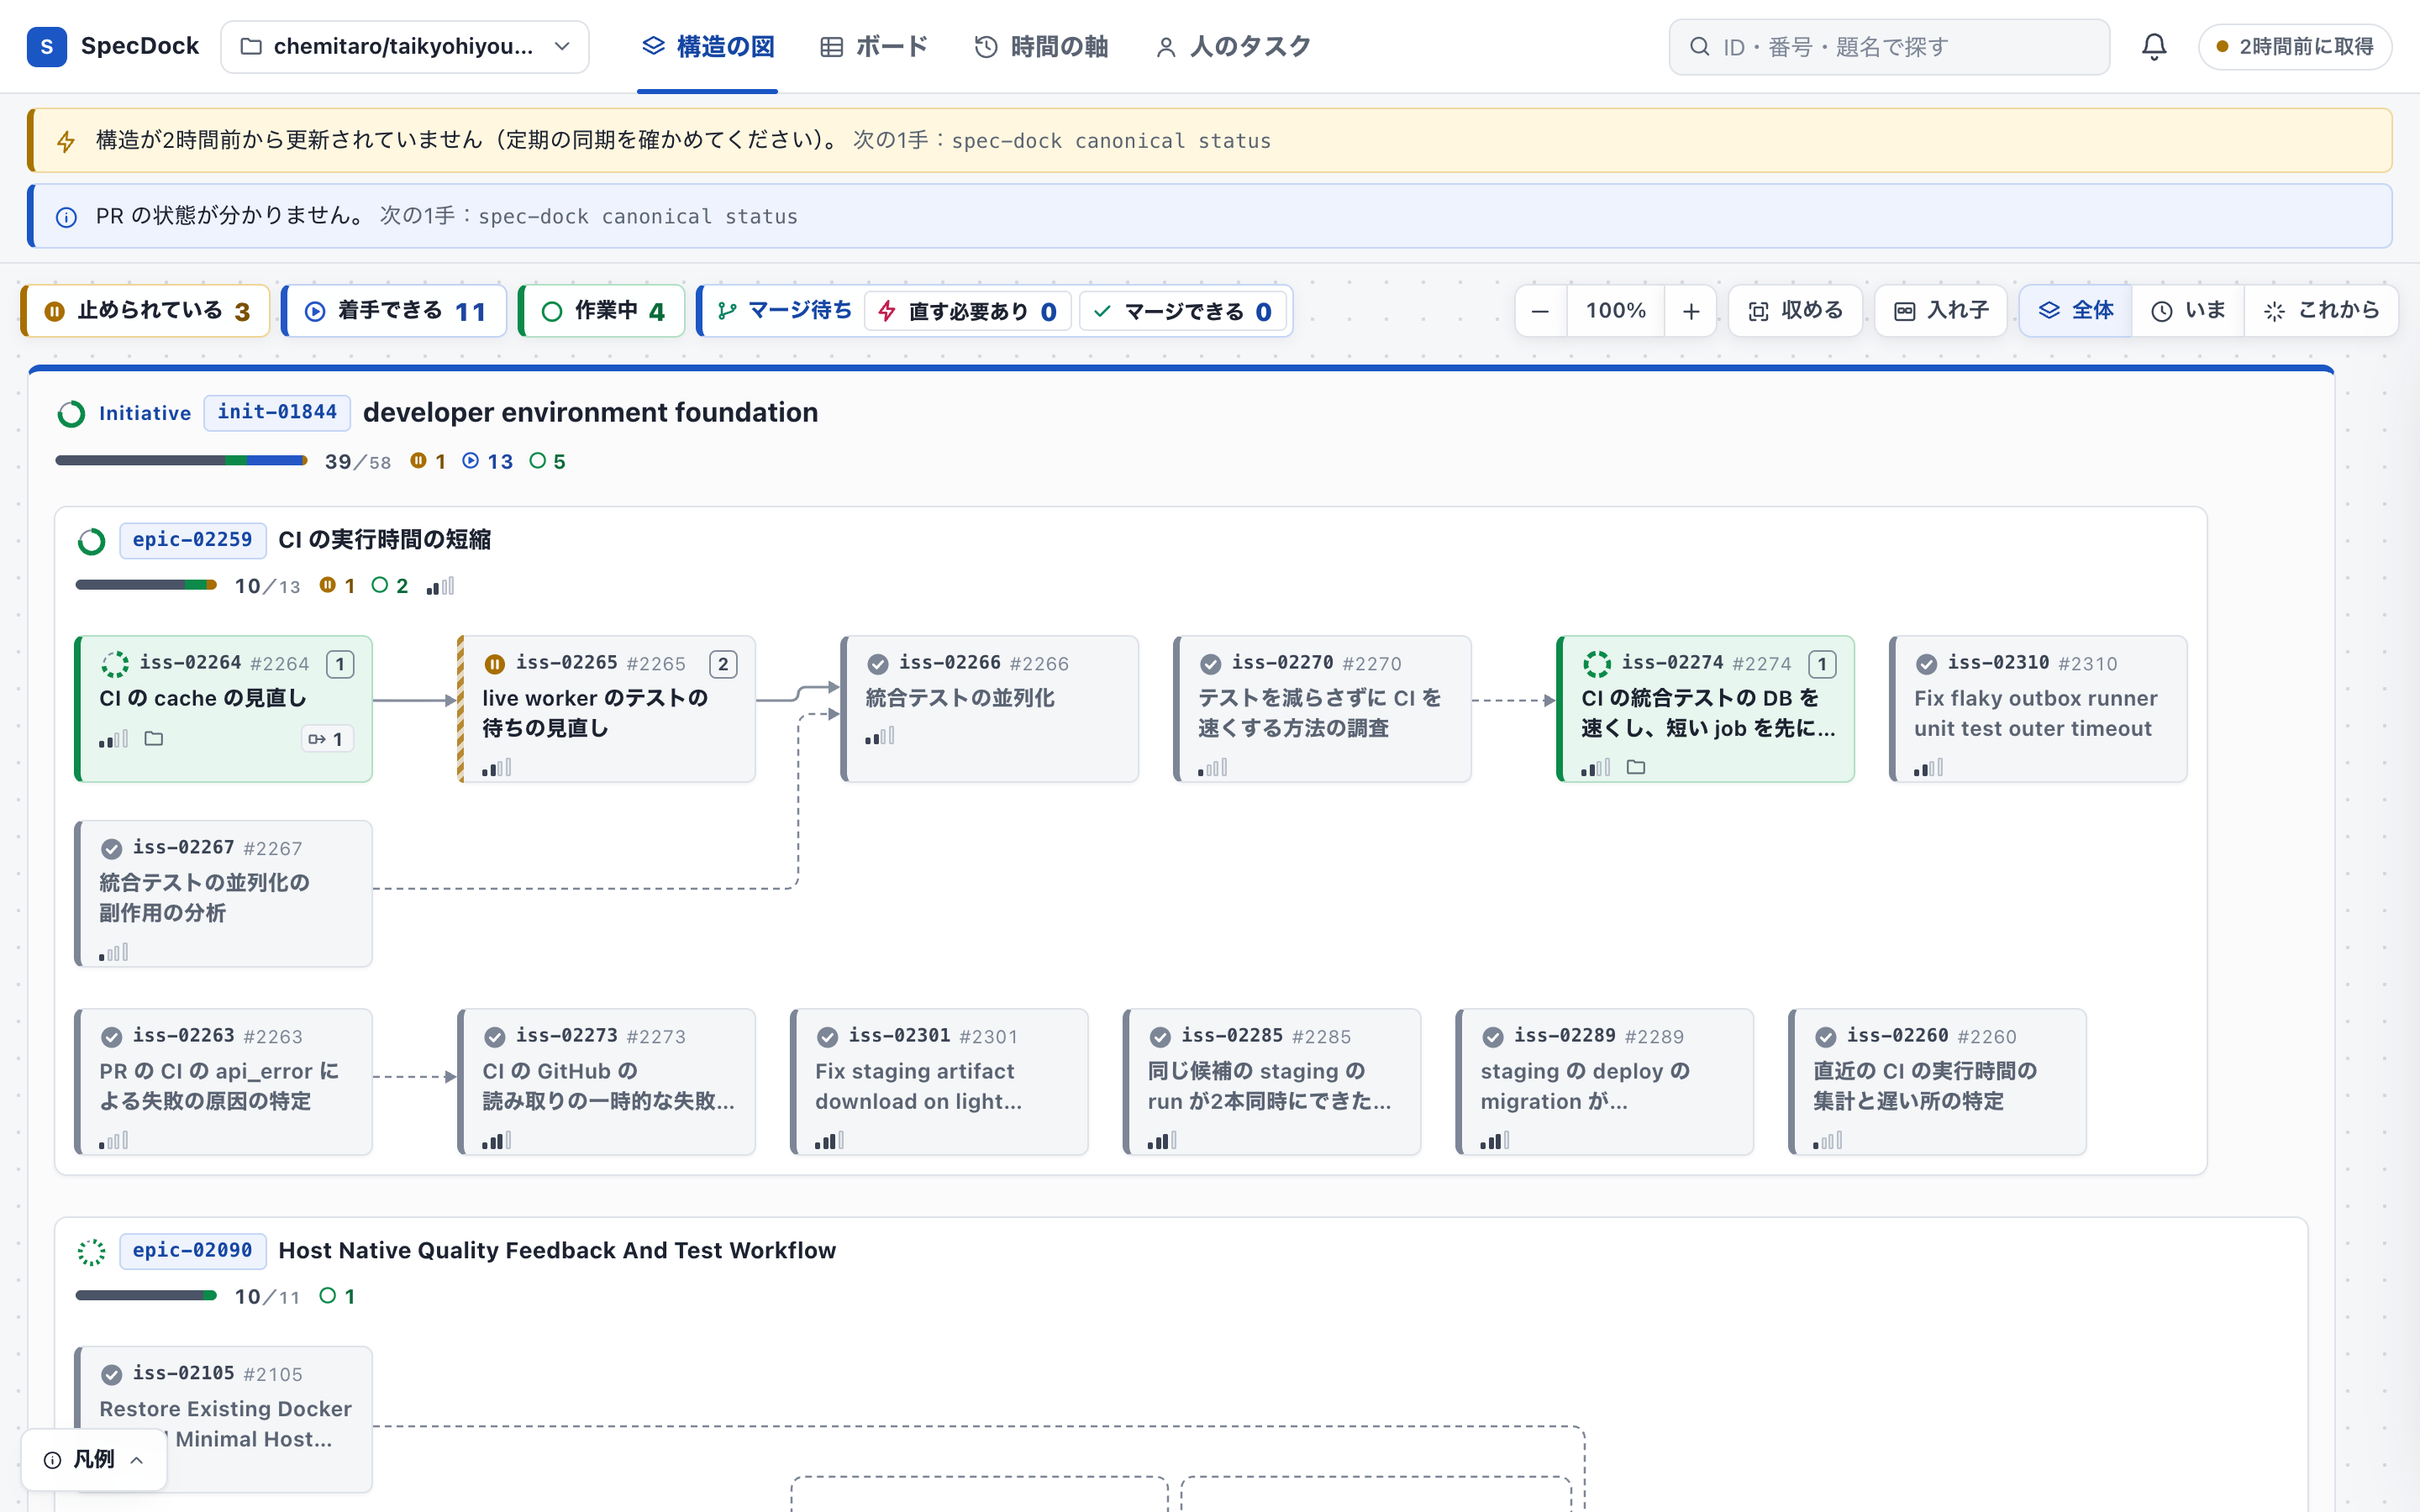 S SpecDock chemitaro/taikyohiyou... 構造の図 ボード 時間の軸 人のタスク ID・番号・題名で探す 2時間前に取得
構造が2時間前から更新されていません（定期の同期を確かめてください）。 次の1手：spec-dock canonical status
PR の状態が分かりません。 次の1手：spec-dock canonical status
止められている 3 着手できる 11 作業中 4 マージ待ち 直す必要あり 0 マージできる 0 − 100% + 収める 入れ子 全体 いま これから
Initiative init-01844 developer environment foundation
39/58 1 13 5
epic-02259 CI の実行時間の短縮
10/13 1 2
iss-02264 #2264 1
CI の cache の見直し
1
iss-02265 #2265 2
live worker のテストの
待ちの見直し
iss-02266 #2266
統合テストの並列化
iss-02270 #2270
テストを減らさずに CI を
速くする方法の調査
iss-02274 #2274 1
CI の統合テストの DB を
速くし、短い job を先に...
iss-02310 #2310
Fix flaky outbox runner
unit test outer timeout
iss-02267 #2267
統合テストの並列化の
副作用の分析
iss-02263 #2263
PR の CI の api_error に
よる失敗の原因の特定
iss-02273 #2273
CI の GitHub の
読み取りの一時的な失敗...
iss-02301 #2301
Fix staging artifact
download on light...
iss-02285 #2285
同じ候補の staging の
run が2本同時にできた...
iss-02289 #2289
staging の deploy の
migration が...
iss-02260 #2260
直近の CI の実行時間の
集計と遅い所の特定
epic-02090 Host Native Quality Feedback And Test Workflow
10/11 1
iss-02105 #2105
Restore Existing Docker
Minimal Host...
凡例